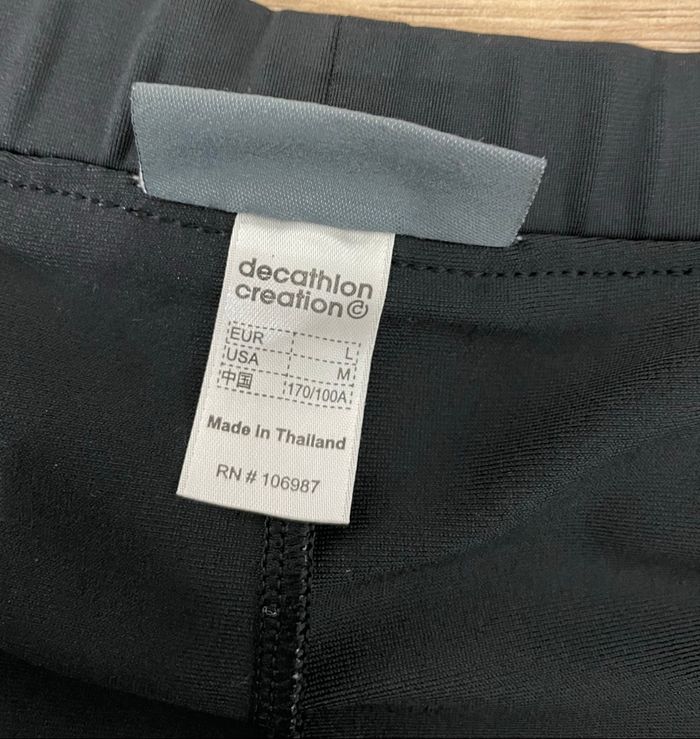 decathlon
creation©
EUR L
USA M
中国 170/100A
Made in Thailand
RN # 106987